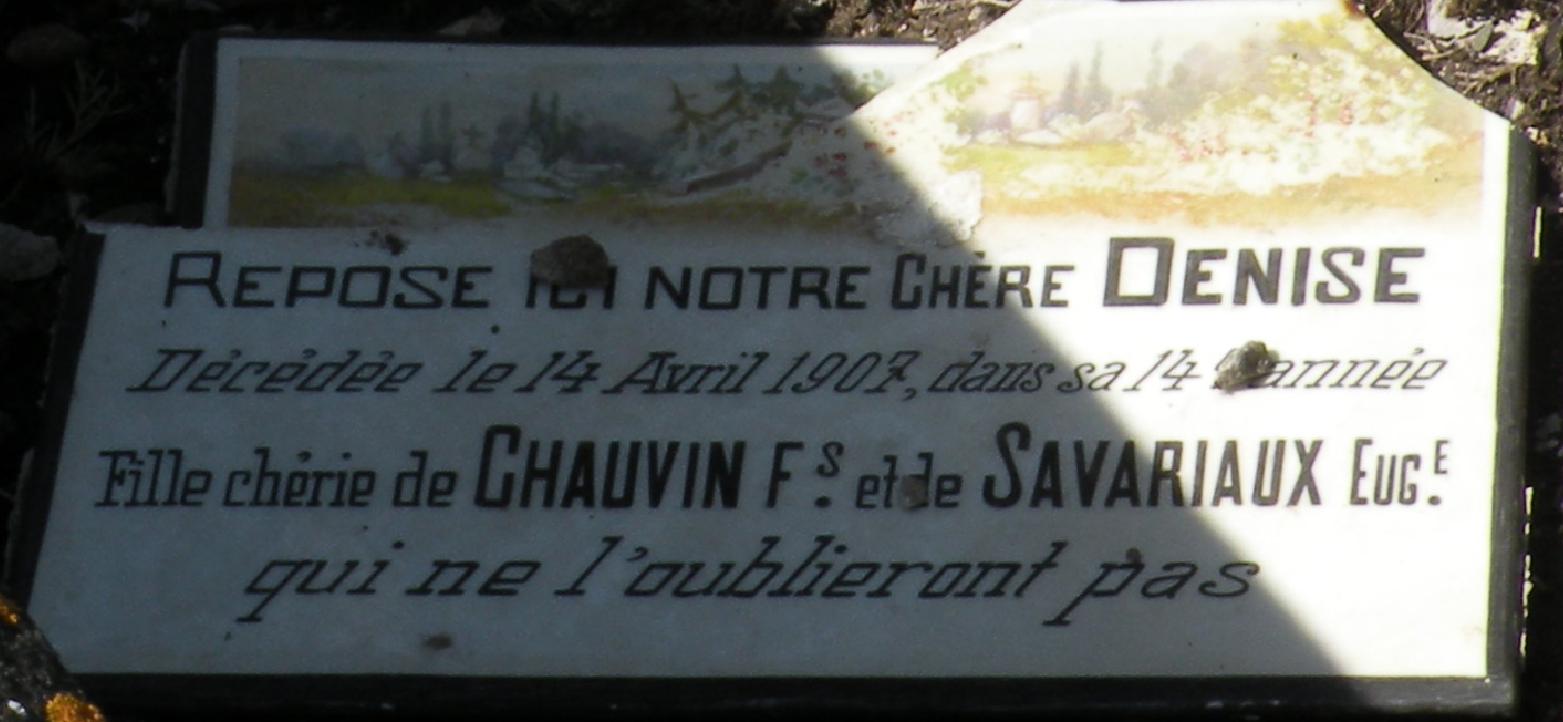 REPOSE ICI NOTRE CHÈRE DENISE
Décédée le 14 Avril 1907, dans sa 14 année
Fille chérie de CHAUVIN Fs. et de SAVARIAUX EUG.E
qui ne l'oublieront pas